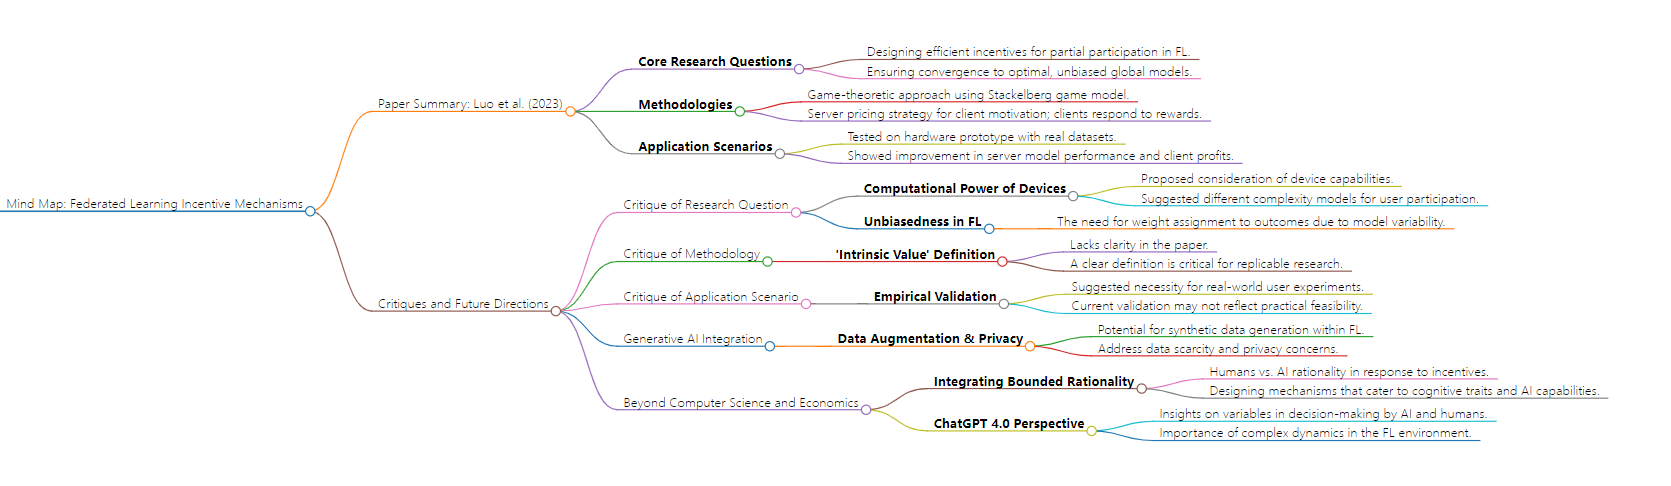 Mind Map: Federated Learning Incentive Mechanisms
Paper Summary: Luo et al. (2023)
Core Research Questions
Designing efficient incentives for partial participation in FL.
Ensuring convergence to optimal, unbiased global models.
Methodologies
Game-theoretic approach using Stackelberg game model.
Server pricing strategy for client motivation; clients respond to rewards.
Application Scenarios
Tested on hardware prototype with real datasets.
Showed improvement in server model performance and client profits.
Critiques and Future Directions
Critique of Research Question
Computational Power of Devices
Proposed consideration of device capabilities.
Suggested different complexity models for user participation.
Unbiasedness in FL
The need for weight assignment to outcomes due to model variability.
Critique of Methodology
'Intrinsic Value' Definition
Lacks clarity in the paper.
A clear definition is critical for replicable research.
Critique of Application Scenario
Empirical Validation
Suggested necessity for real-world user experiments.
Current validation may not reflect practical feasibility.
Generative AI Integration
Data Augmentation & Privacy
Potential for synthetic data generation within FL.
Address data scarcity and privacy concerns.
Beyond Computer Science and Economics
Integrating Bounded Rationality
Humans vs. AI rationality in response to incentives.
Designing mechanisms that cater to cognitive traits and AI capabilities.
ChatGPT 4.0 Perspective
Insights on variables in decision-making by AI and humans.
Importance of complex dynamics in the FL environment.